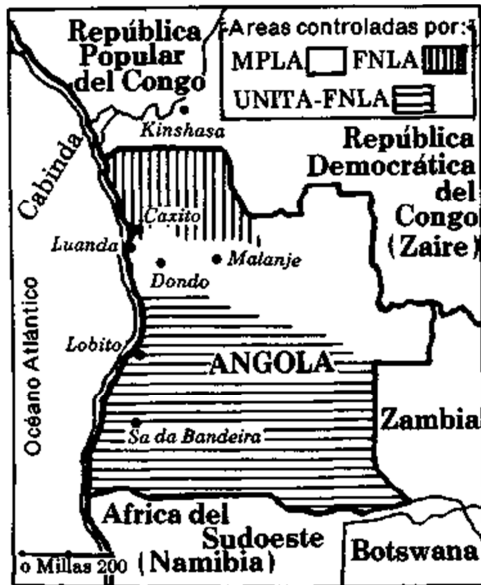 República
Popular
del Congo
Areas controladas por:
MPLA FNLA
UNITA-FNLA
Kinshasa
República
Democrática
del
Congo
(Zaire)
Cabinda
Caxito
Luanda
Malanje
Dondo
Océano Atlántico
Lobito
ANGOLA
Sa da Bandeira
Zambia
Africa del
Sudoeste
(Namibia)
Botswana
o Millas 200